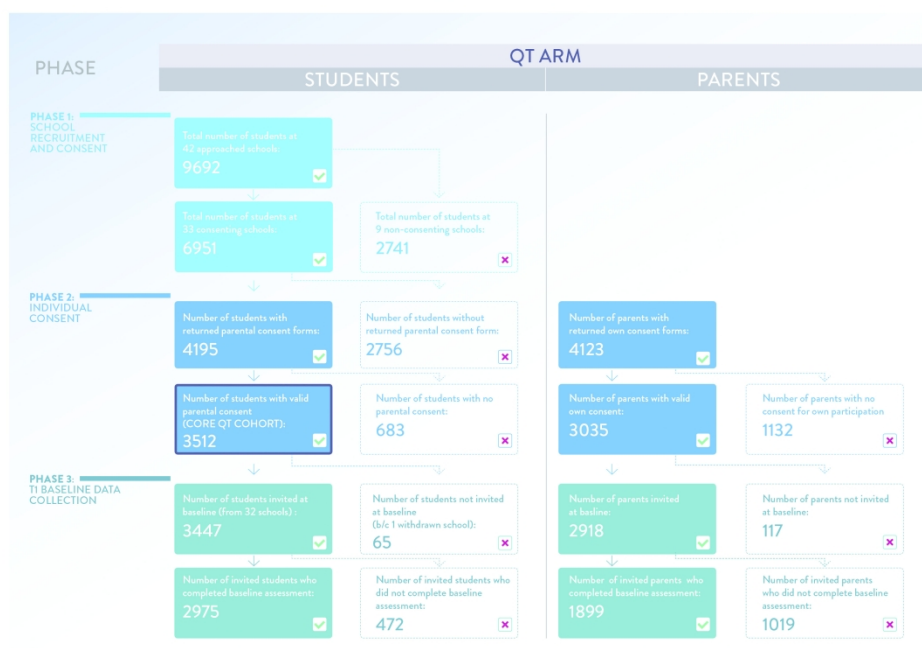 PHASE
QT ARM
STUDENTS
PARENTS
PHASE 1:
SCHOOL
RECRUITMENT
AND CONSENT
Total number of students at
42 approached schools:
9692
Total number of students at
33 consenting schools:
6951
Total number of students at
9 non-consenting schools:
2741
PHASE 2:
INDIVIDUAL
CONSENT
Number of students with
returned parental consent forms:
4195
Number of students without
returned parental consent form:
2756
Number of parents with
returned own consent forms:
4123
Number of students with valid
parental consent
(CORE QT COHORT):
3512
Number of students with no
parental consent:
683
Number of parents with valid
own consent:
3035
Number of parents with no
consent for own participation
1132
PHASE 3:
T1 BASELINE DATA
COLLECTION
Number of students invited at
baseline (from 32 schools) :
3447
Number of students not invited
at baseline
(b/c 1 withdrawn school):
65
Number of parents invited
at basline:
2918
Number of parents not invited
at baseline:
117
Number of invited students who
completed baseline assessment:
2975
Number of invited students who
did not complete baseline
assessment:
472
Number of invited parents who
completed baseline assessment:
1899
Number of invited parents
who did not complete baseline
assessment:
1019